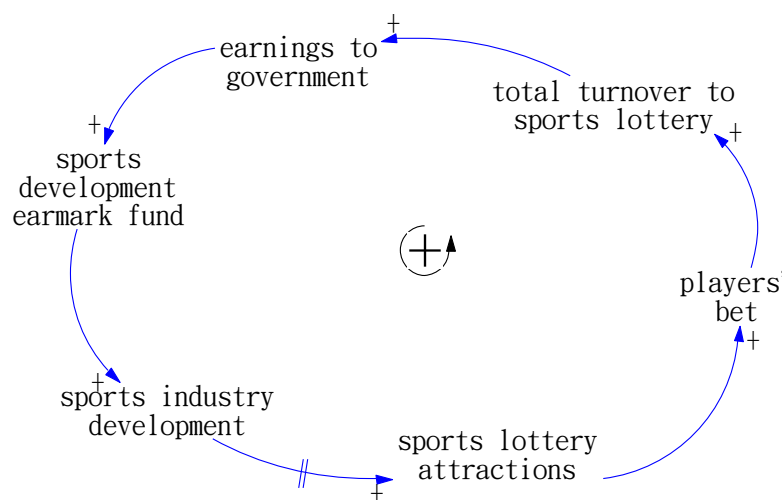 +
earnings to
government
total turnover to
sports lottery
+
+
sports
development
earmark fund
+
players'
bet
+
+
sports industry
development
sports lottery
attractions
+